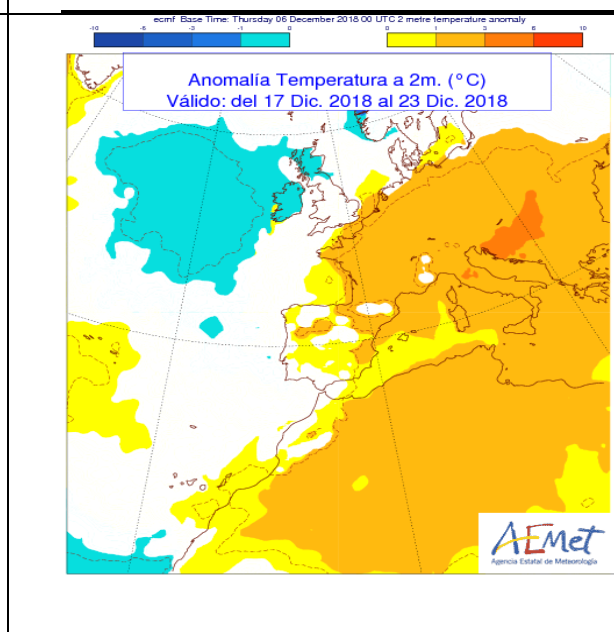 ecmf Base Time: Thursday 06 December 2018 00 UTC 2 metre temperature anomaly
-10 -6 -3 -1 0 0 1 3 6 10
Anomalía Temperatura a 2m. (°C)
Válido: del 17 Dic. 2018 al 23 Dic. 2018
AEMet
Agencia Estatal de Meteorología